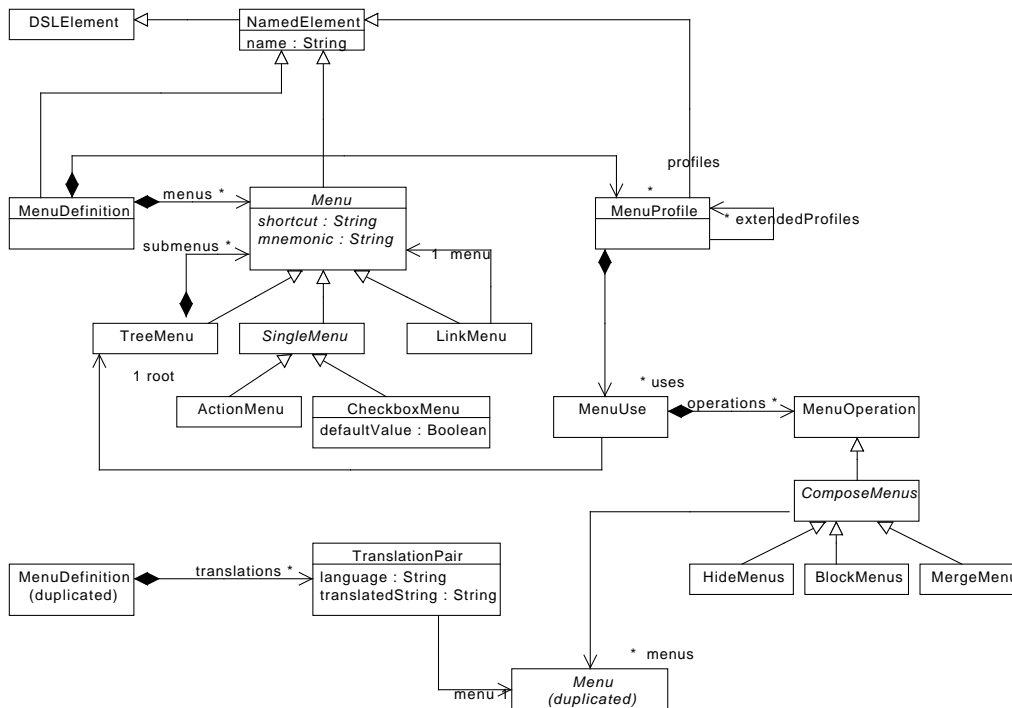 DSLElement
NamedElement
name : String
profiles
MenuDefinition
menus *
Menu
shortcut : String
mnemonic : String
*
MenuProfile
* extendedProfiles
submenus *
1 menu
TreeMenu
SingleMenu
LinkMenu
1 root
ActionMenu
CheckboxMenu
defaultValue : Boolean
* uses
MenuUse
operations *
MenuOperation
ComposeMenus
HideMenus
BlockMenus
MergeMenu
MenuDefinition
(duplicated)
translations *
TranslationPair
language : String
translatedString : String
* menus
menu 1
Menu
(duplicated)